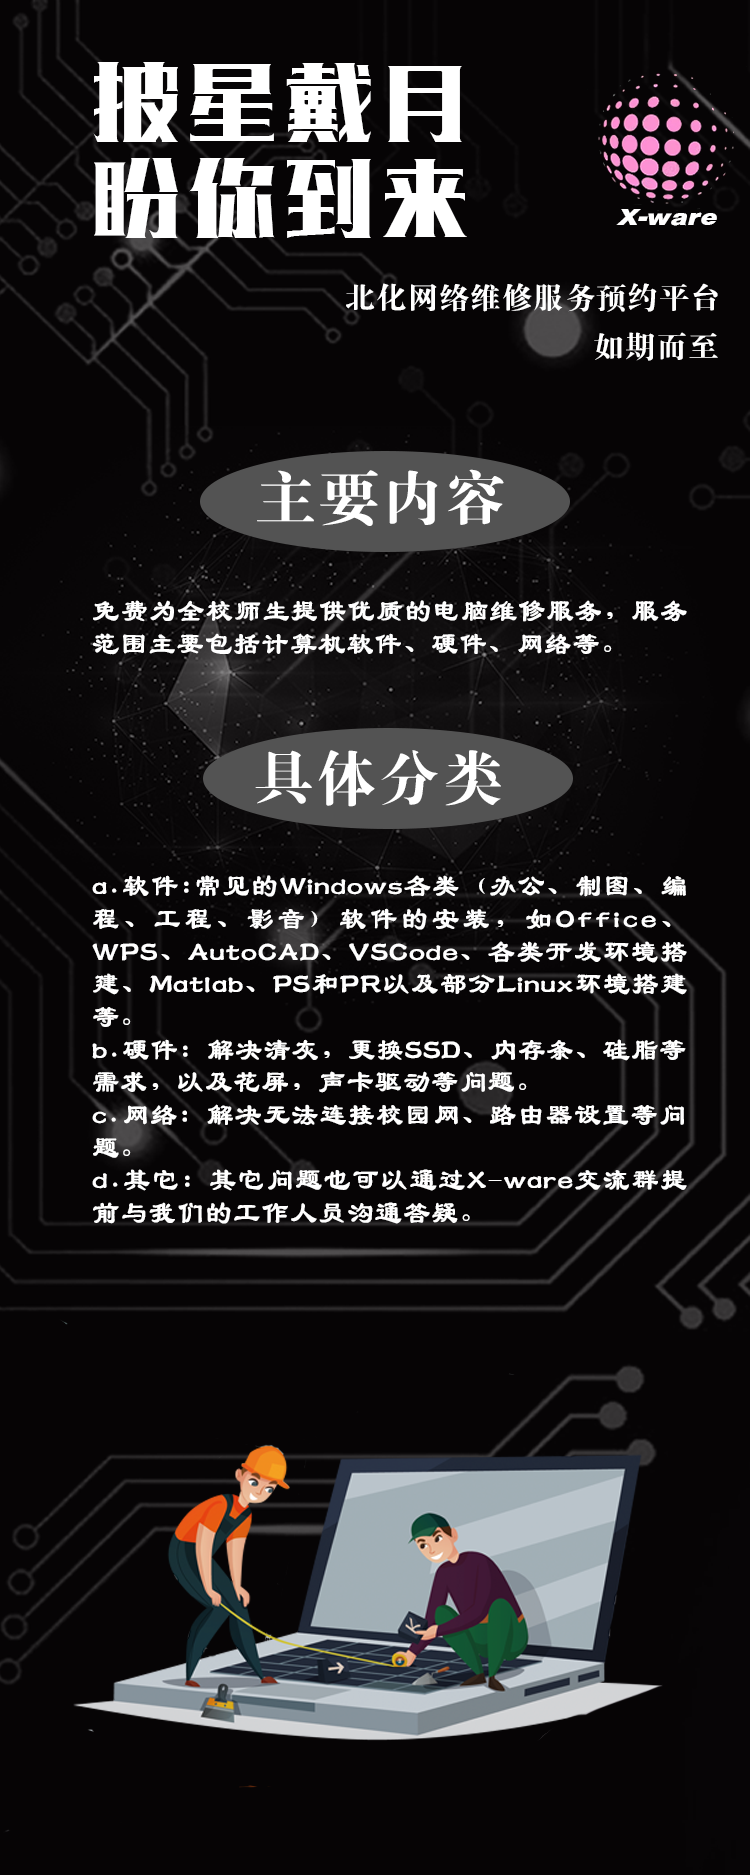 披星戴月
盼你到来
X-ware
北化网络维修服务预约平台
如期而至
主要内容
免费为全校师生提供优质的电脑维修服务，服务
范围主要包括计算机软件、硬件、网络等。
具体分类
a.软件:常见的Windows各类（办公、制图、编
程、工程、影音）软件的安装，如Office、
WPS、AutoCAD、VSCode、各类开发环境搭
建、Matlab、PS和PR以及部分Linux环境搭建
等。
b.硬件：解决清灰，更换SSD、内存条、硅脂等
需求，以及花屏，声卡驱动等问题。
c.网络：解决无法连接校园网、路由器设置等问
题。
d.其它：其它问题也可以通过X-ware交流群提
前与我们的工作人员沟通答疑。